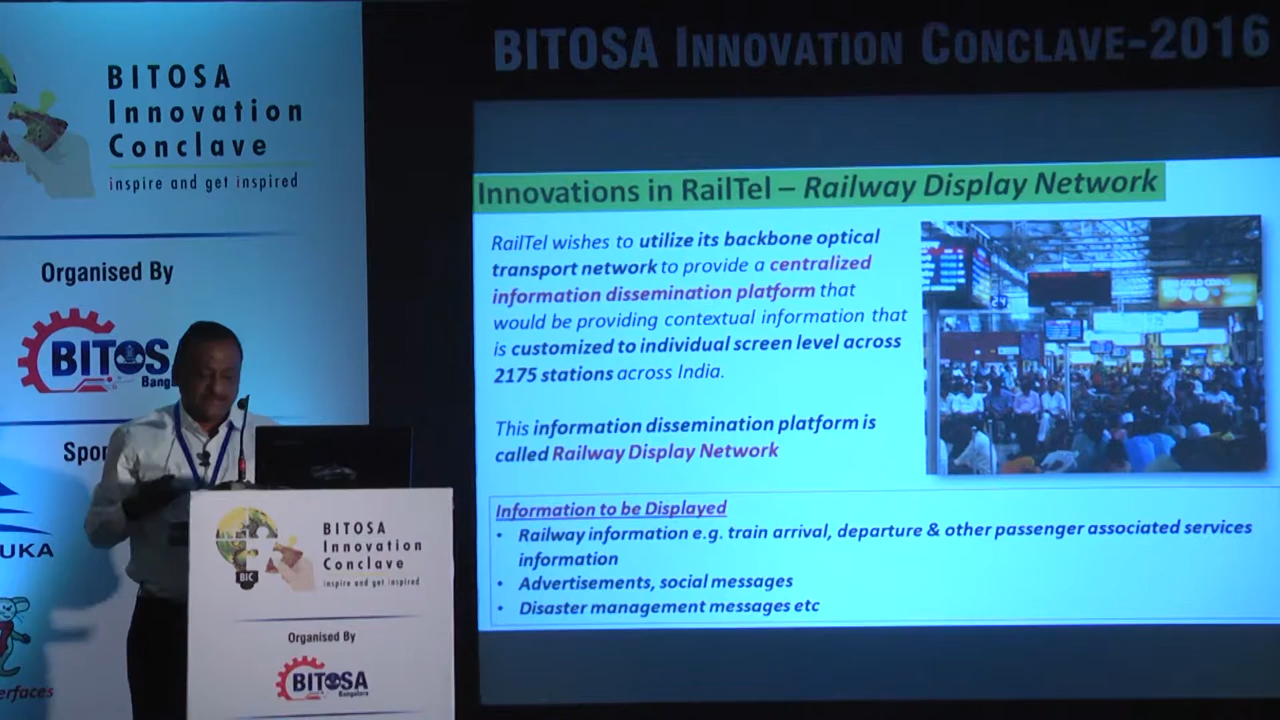 BITOSA INNOVATION CONCLAVE-2016
BITOSA
Innovation
Conclave
inspire and get inspired
Organised By
BITOS
Bang
Spo
UKA
erfaces
Innovations in RailTel – Railway Display Network
RailTel wishes to utilize its backbone optical
transport network to provide a centralized
information dissemination platform that
would be providing contextual information that
is customized to individual screen level across
2175 stations across India.
This information dissemination platform is
called Railway Display Network
Information to be Displayed
• Railway information e.g. train arrival, departure & other passenger associated services
information
• Advertisements, social messages
• Disaster management messages etc
BIC
BITOSA
Innovation
Conclave
inspire and get inspired
Organised By
BITOSA
Bangalore